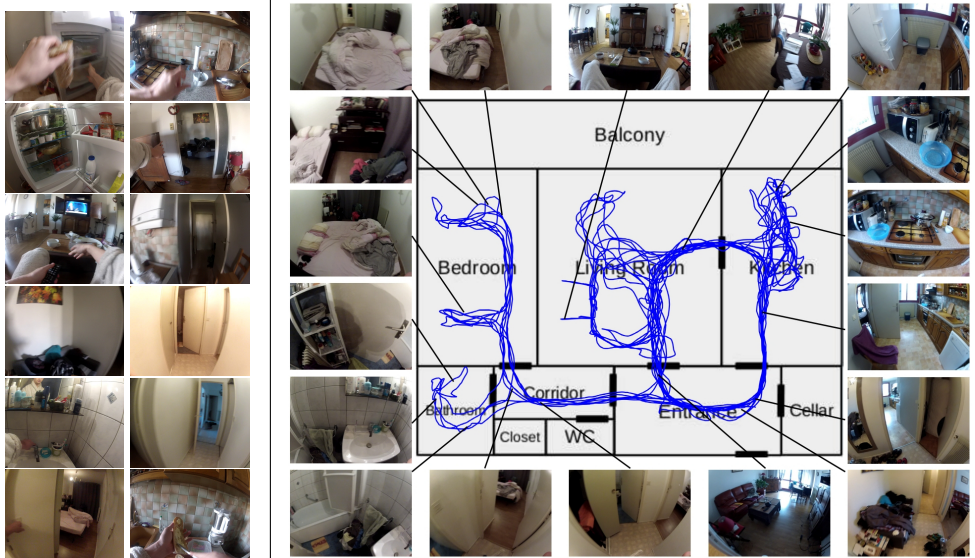 Balcony
Bedroom
Living Room
Kitchen
Corridor
Bathroom
Entrance
Cellar
Closet
WC